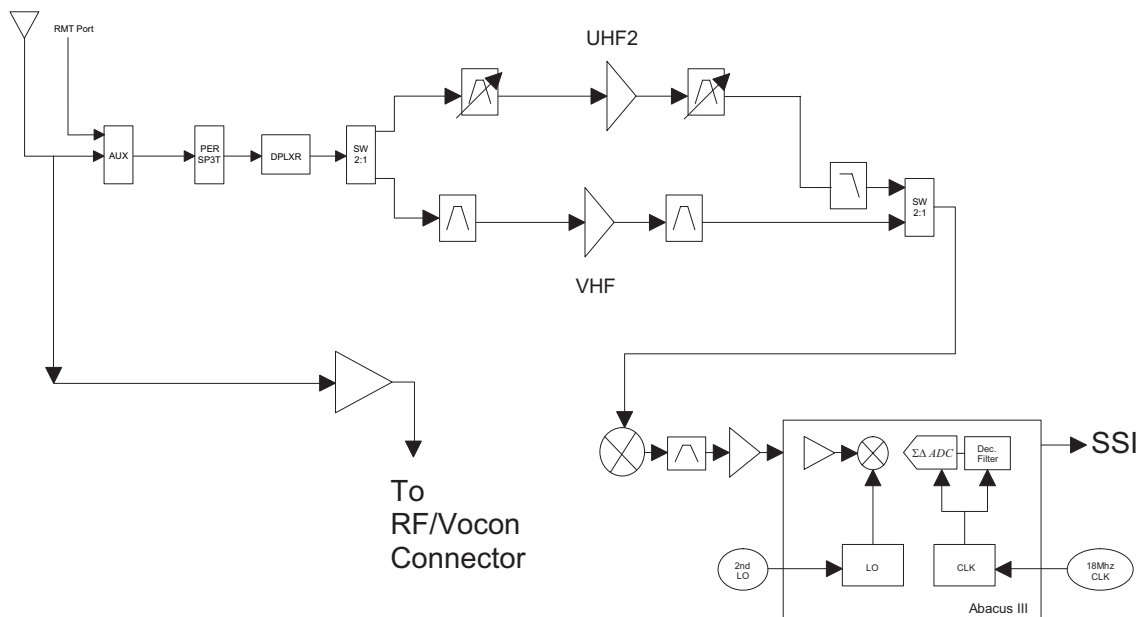 RMT Port
UHF2
AUX
PER
SP3T
DPLXR
SW
2:1
SW
2:1
VHF
To
RF/Vocon
Connector
ΣΔ ADC
Dec.
Filter
SSI
2nd
LO
LO
CLK
18Mhz
CLK
Abacus III